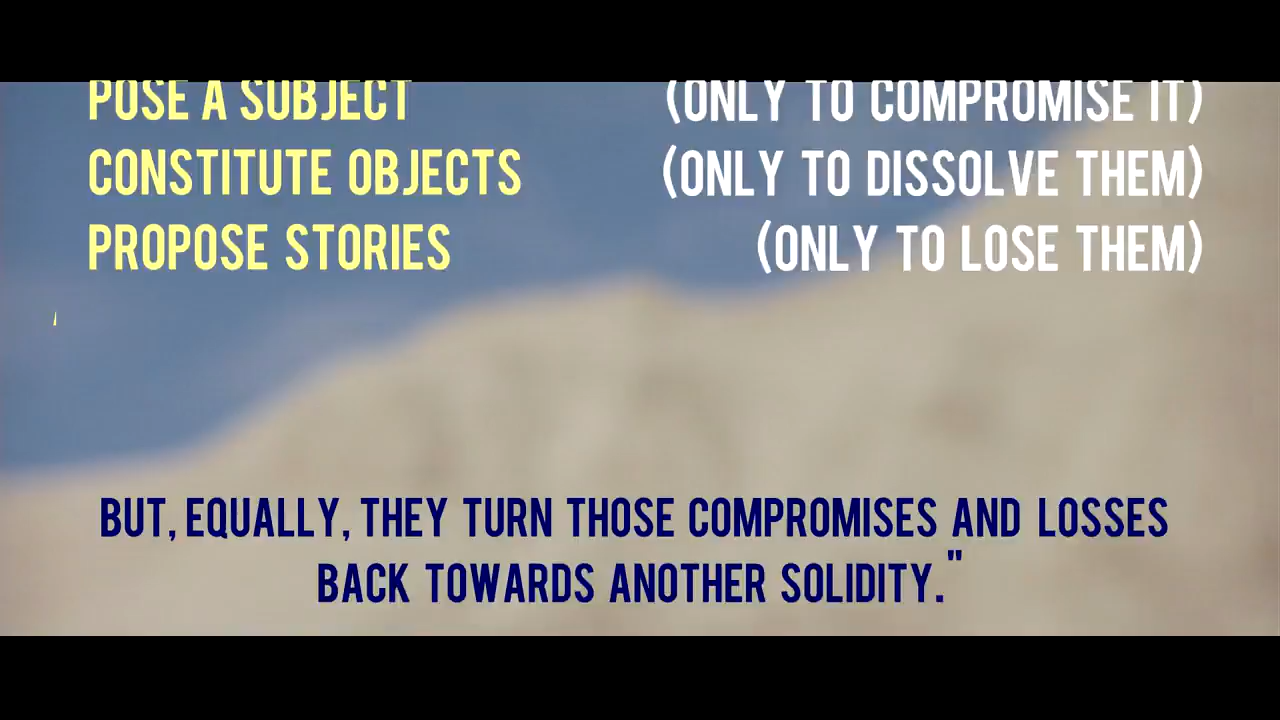 POSE A SUBJECT (ONLY TO COMPROMISE IT)
CONSTITUTE OBJECTS (ONLY TO DISSOLVE THEM)
PROPOSE STORIES (ONLY TO LOSE THEM)
BUT, EQUALLY, THEY TURN THOSE COMPROMISES AND LOSSES
BACK TOWARDS ANOTHER SOLIDITY."